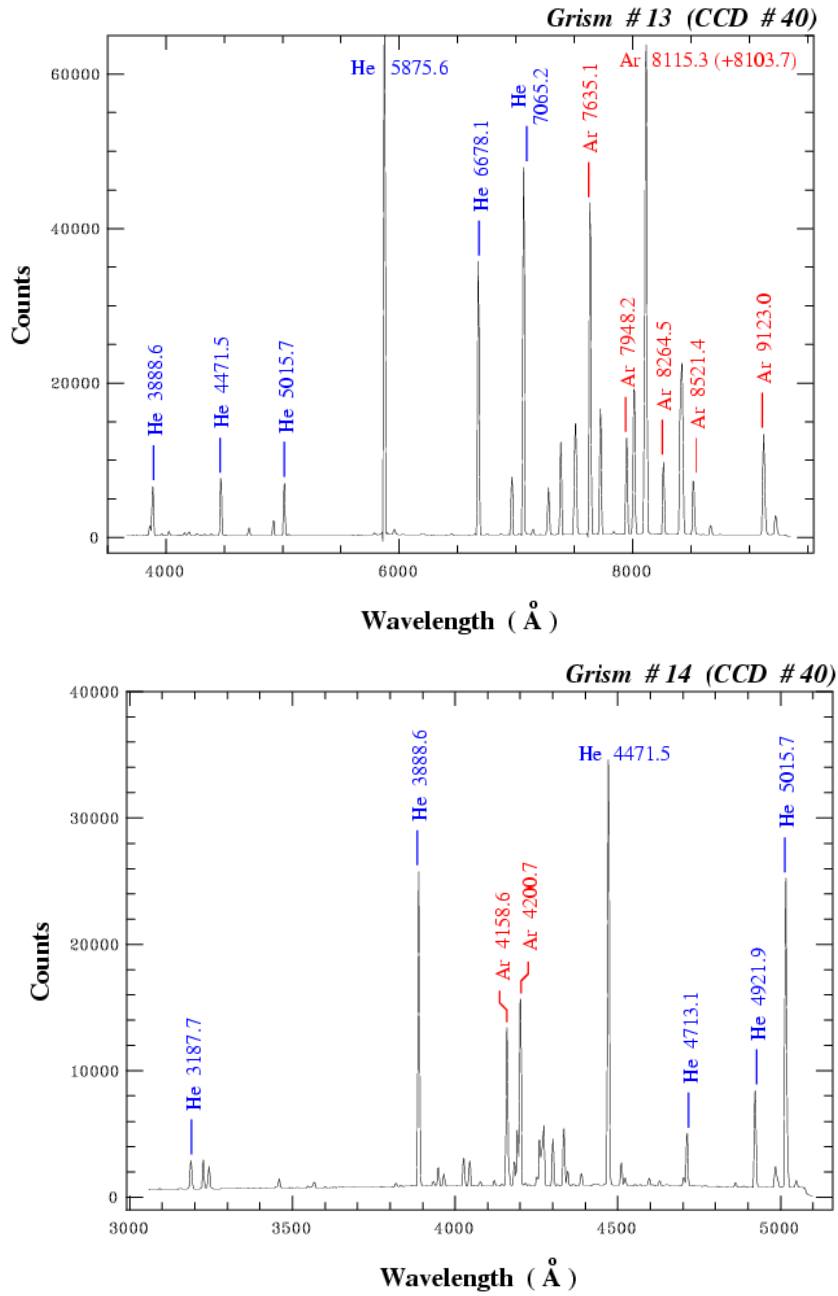 Grism #13 (CCD #40)
60000
40000
20000
0
Counts
He 5875.6
Ar 8115.3 (+8103.7)
He 7065.2
Ar 7635.1
He 6678.1
He 3888.6
He 4471.5
He 5015.7
Ar 7948.2
Ar 8264.5
Ar 8521.4
Ar 9123.0
4000 6000 8000
Wavelength ( Å )
Grism #14 (CCD #40)
40000
30000
20000
10000
0
Counts
He 3888.6
He 4471.5
He 5015.7
Ar 4158.6
Ar 4200.7
He 3187.7
He 4713.1
He 4921.9
3000 3500 4000 4500 5000
Wavelength ( Å )